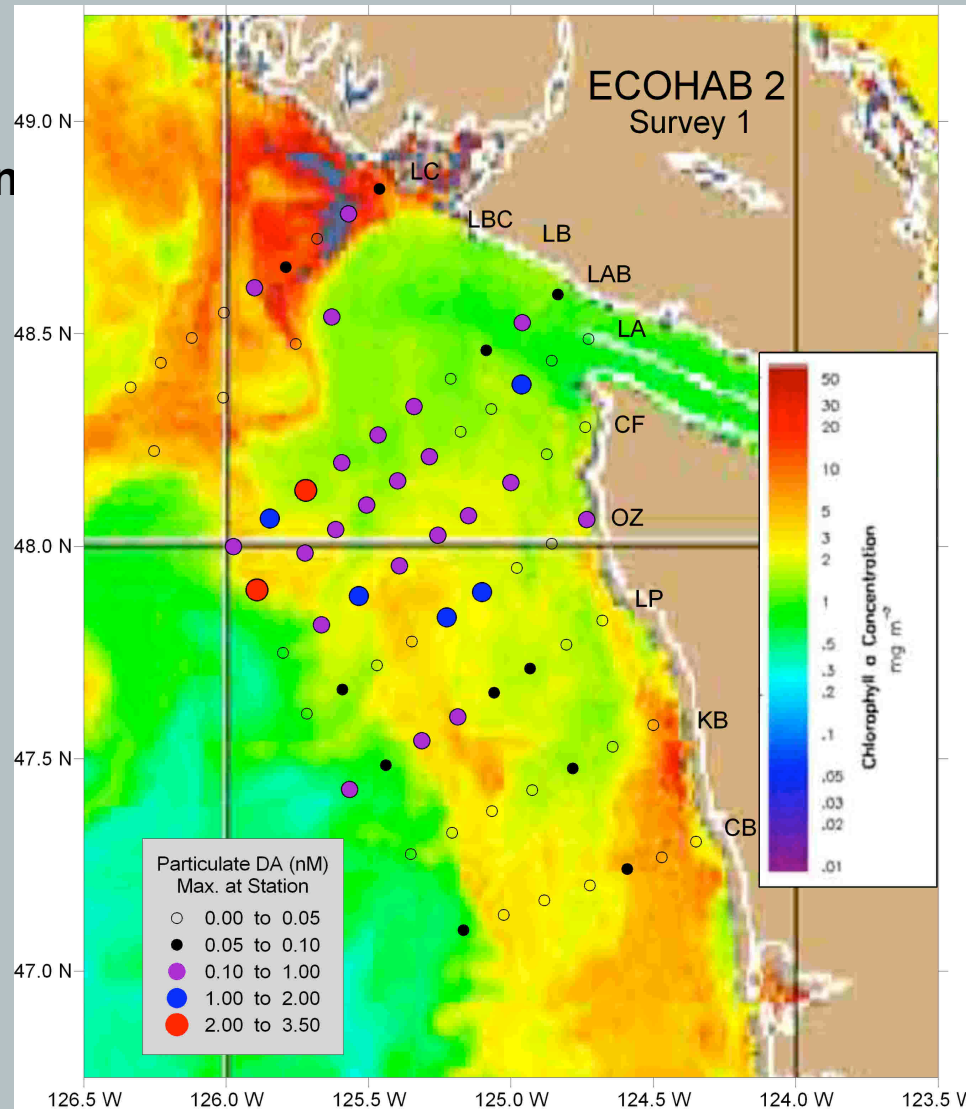 ECOHAB 2
Survey 1
49.0 N
48.5 N
48.0 N
47.5 N
47.0 N
n
LC
LBC
LB
LAB
LA
CF
OZ
LP
KB
CB
50
30
20
10
5
3
2
1
.5
.3
.2
.1
.05
.03
.02
.01
Chlorophyll a Concentration
mg m⁻³
Particulate DA (nM)
Max. at Station
0.00 to 0.05
0.05 to 0.10
0.10 to 1.00
1.00 to 2.00
2.00 to 3.50
126.5 W 126.0 W 125.5 W 125.0 W 124.5 W 124.0 W 123.5 W